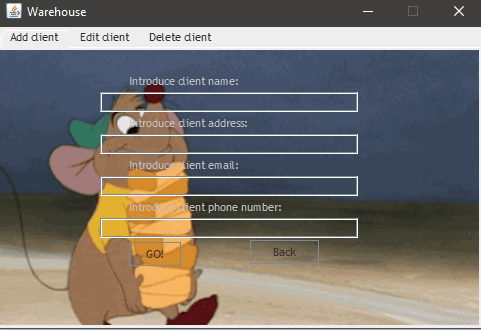 Warehouse
Add client Edit client Delete client
Introduce client name:
Introduce client address:
Introduce client email:
Introduce client phone number:
GO! Back